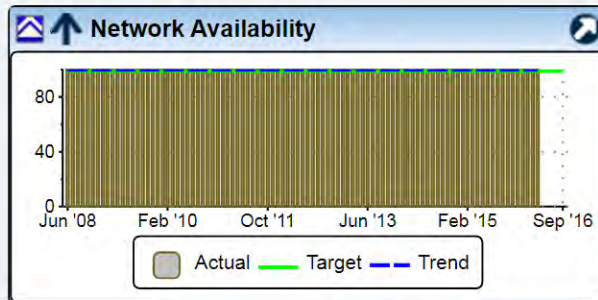 Network Availability
80
40
0
Jun '08 Feb '10 Oct '11 Jun '13 Feb '15 Sep '16
Actual Target Trend